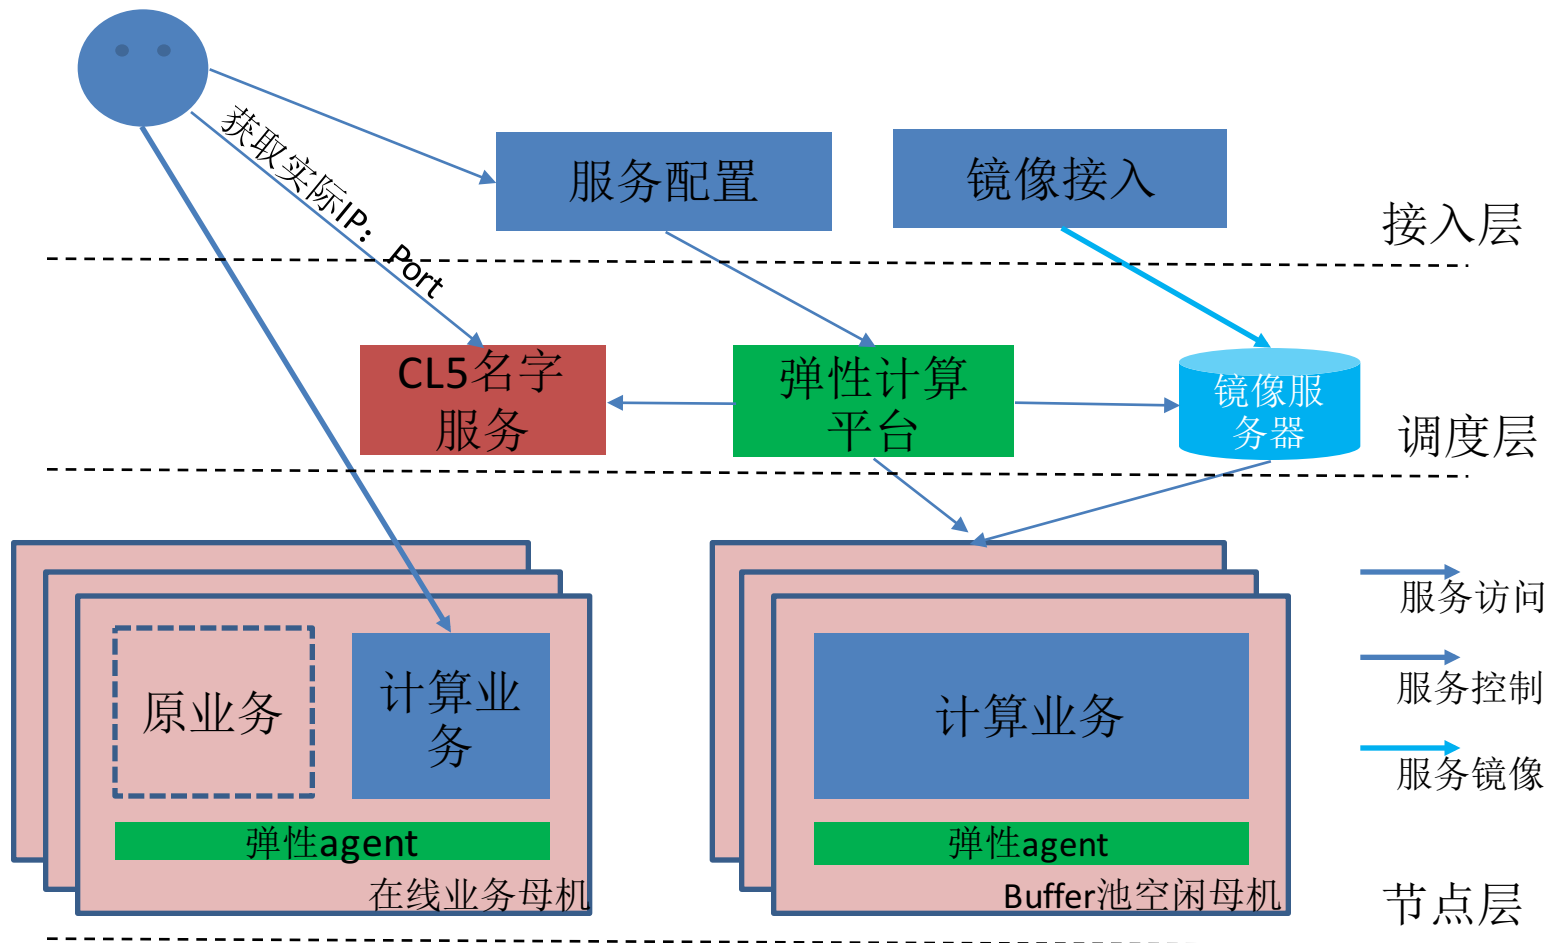 获取实际IP：Port
服务配置
镜像接入
接入层
CL5名字
服务
弹性计算
平台
镜像服
务器
调度层
原业务
计算业
务
弹性agent
在线业务母机
计算业务
弹性agent
Buffer池空闲母机
服务访问
服务控制
服务镜像
节点层